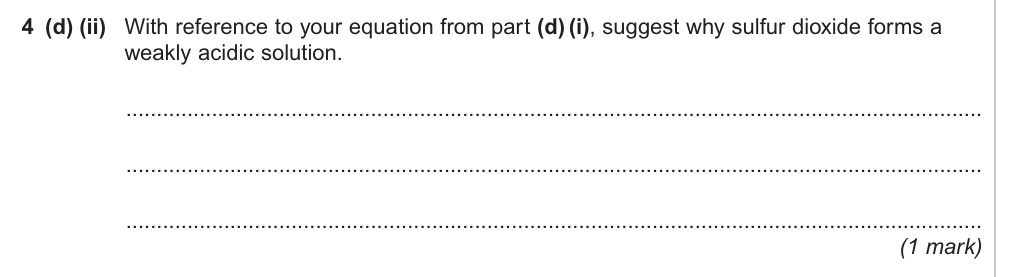 4 (d) (ii) With reference to your equation from part (d) (i), suggest why sulfur dioxide forms a
weakly acidic solution.
(1 mark)